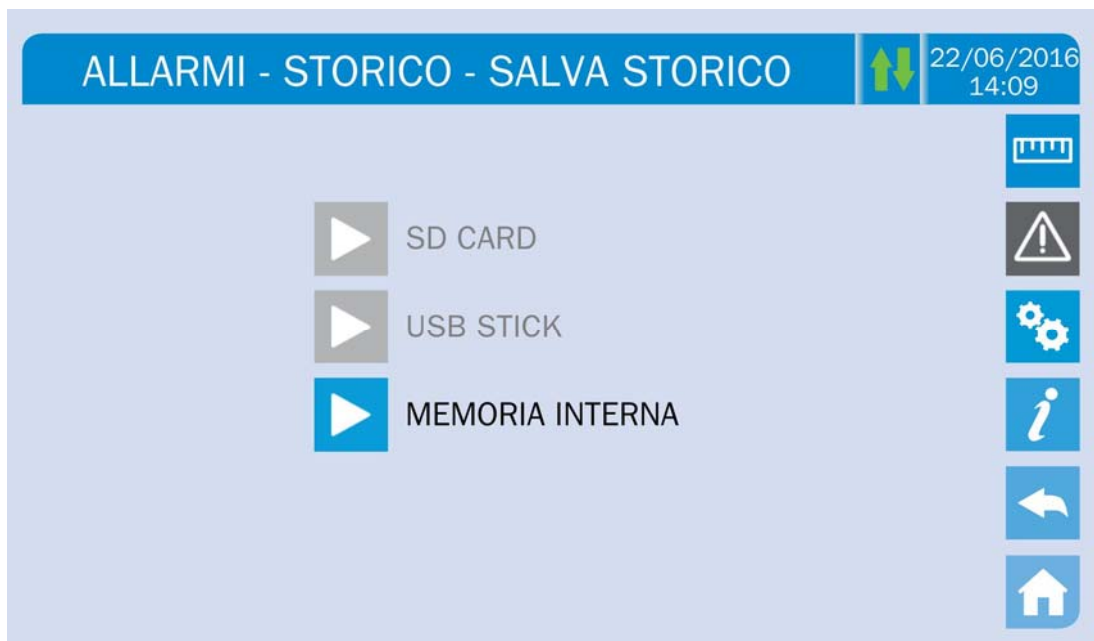 ALLARMI - STORICO - SALVA STORICO
22/06/2016
14:09
SD CARD
USB STICK
MEMORIA INTERNA